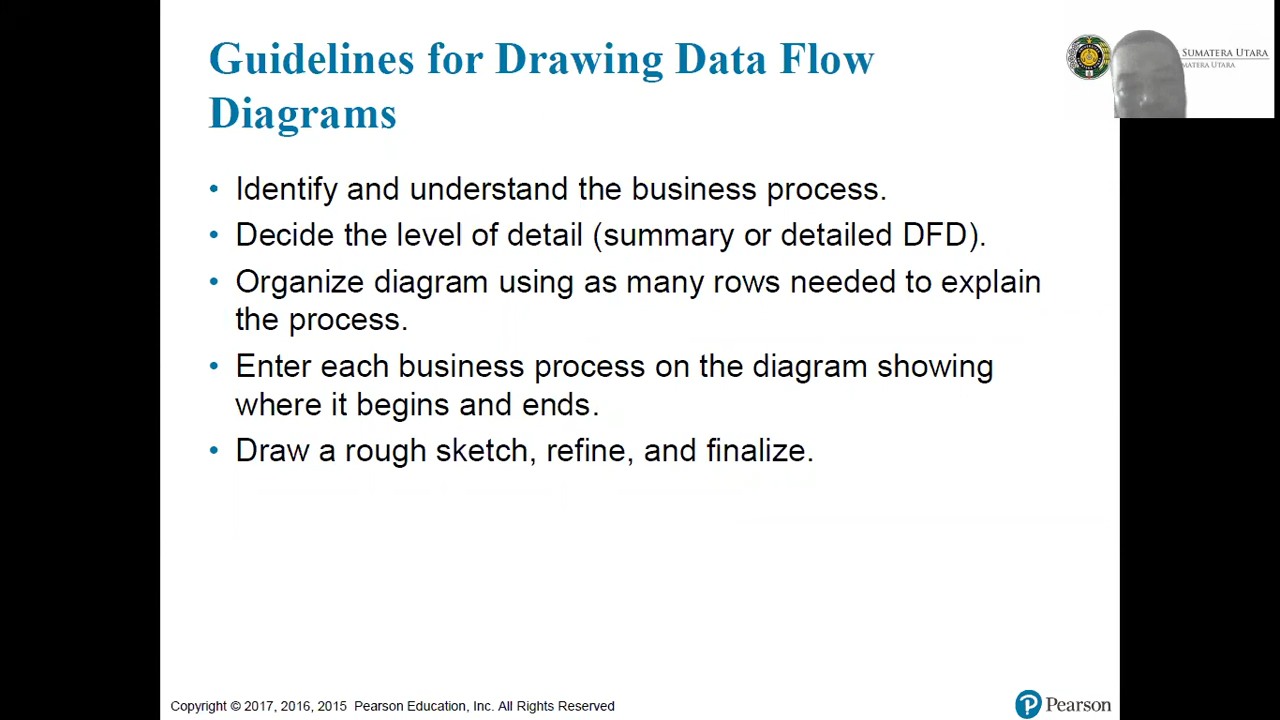 Guidelines for Drawing Data Flow
Diagrams
SUMATERA UTARA
MATERA UTARA
• Identify and understand the business process.
• Decide the level of detail (summary or detailed DFD).
• Organize diagram using as many rows needed to explain
the process.
• Enter each business process on the diagram showing
where it begins and ends.
• Draw a rough sketch, refine, and finalize.
Copyright © 2017, 2016, 2015 Pearson Education, Inc. All Rights Reserved
Pearson